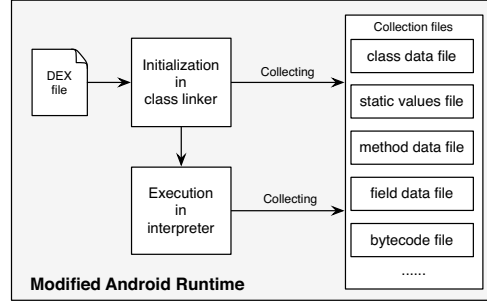 DEX
file
Initialization
in
class linker
Collecting
Execution
in
interpreter
Collecting
Collection files
class data file
static values file
method data file
field data file
bytecode file
......
Modified Android Runtime